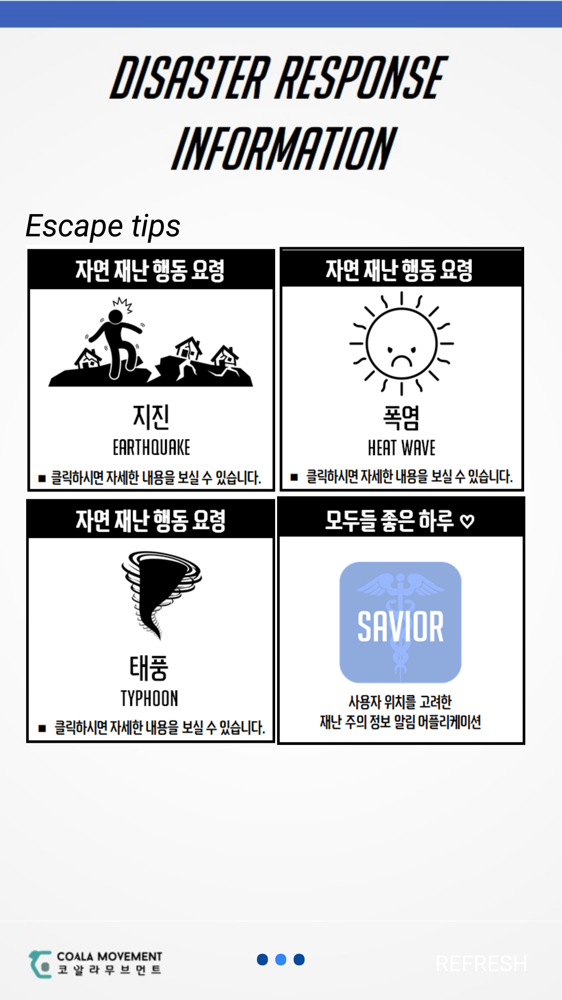 DISASTER RESPONSE
INFORMATION
Escape tips
자연 재난 행동 요령
지진
EARTHQUAKE
■ 클릭하시면 자세한 내용을 보실 수 있습니다.
자연 재난 행동 요령
폭염
HEAT WAVE
■ 클릭하시면 자세한 내용을 보실 수 있습니다.
자연 재난 행동 요령
태풍
TYPHOON
■ 클릭하시면 자세한 내용을 보실 수 있습니다.
모두들 좋은 하루 ♡
SAVIOR
사용자 위치를 고려한
재난 주의 정보 알림 어플리케이션
COALA MOVEMENT
코알라무브먼트
REFRESH